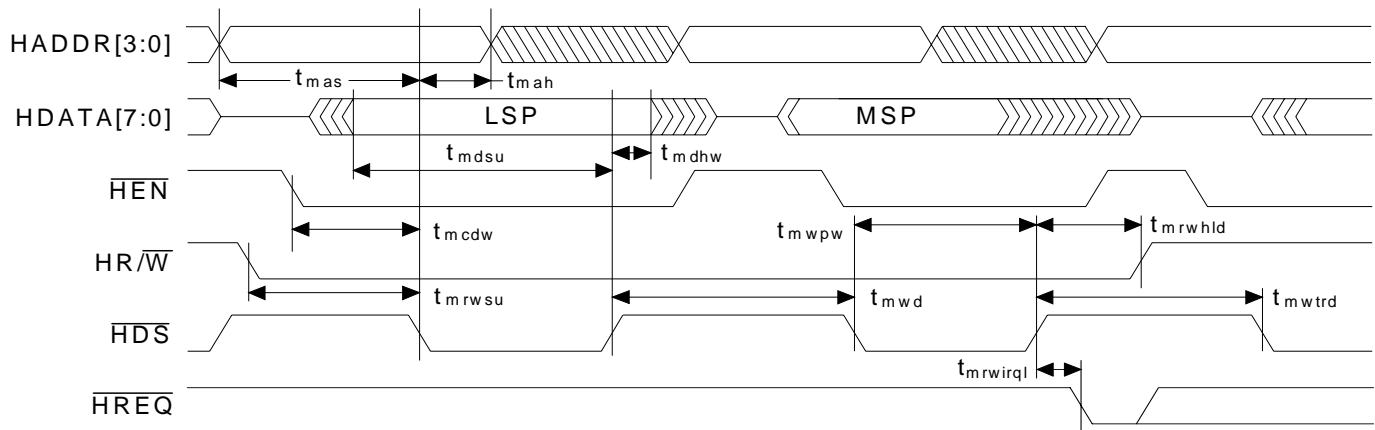 HADDR[3:0]
tmas
tmah
HDATA[7:0]
LSP
MSP
tmdsu
tmdhw
HEN
tmcdw
tmwpw
tmrwhld
HR/W
tmrwsu
tmwd
tmwtrd
HDS
tmrwirql
HREQ